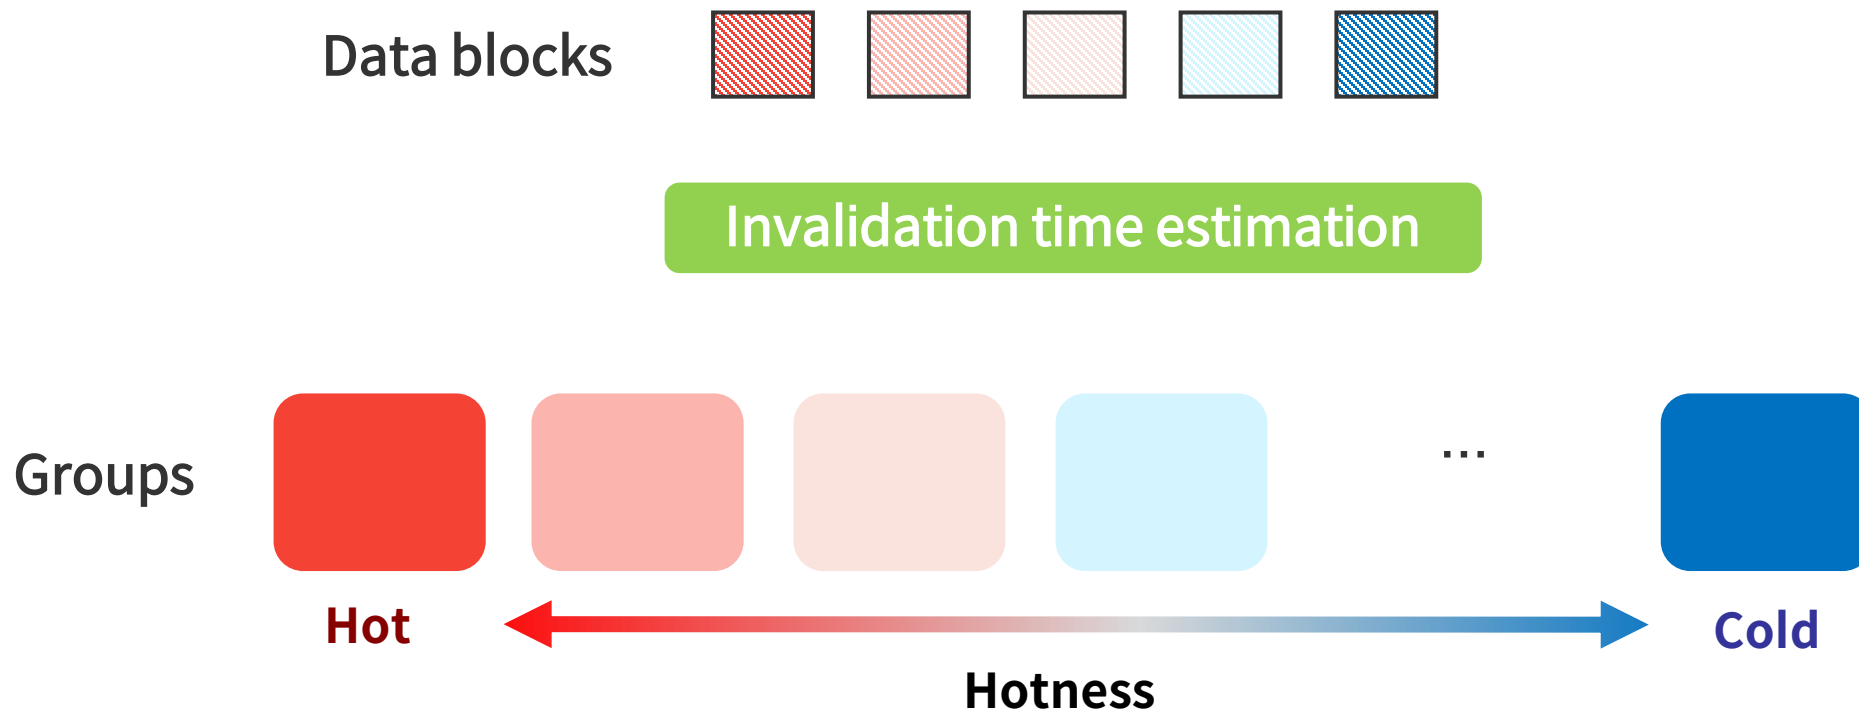 Data blocks
Invalidation time estimation
Groups
...
Hot
Cold
Hotness